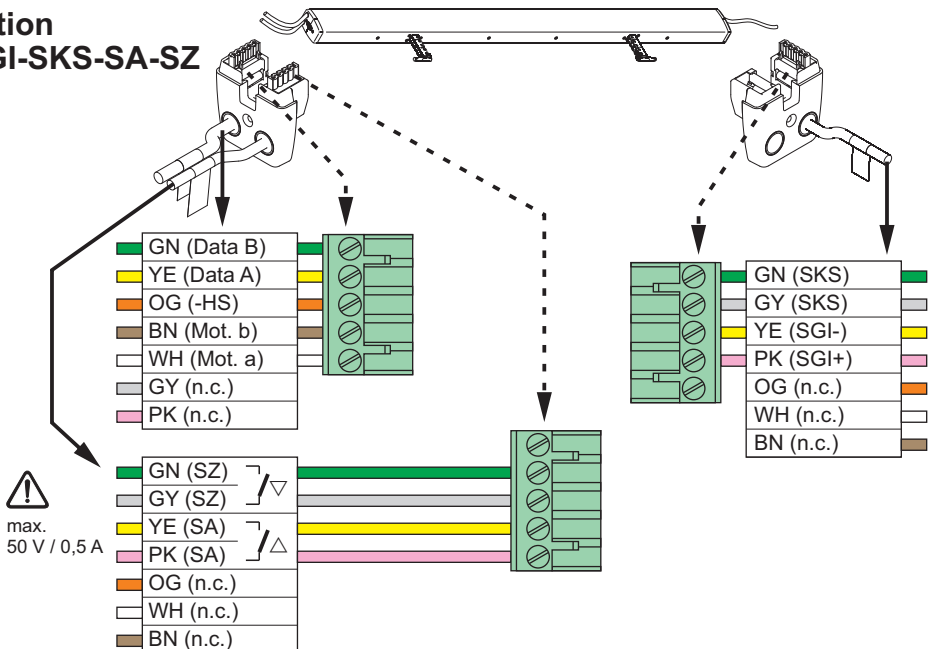 tion
GI-SKS-SA-SZ
GN (Data B)
YE (Data A)
OG (-HS)
BN (Mot. b)
WH (Mot. a)
GY (n.c.)
PK (n.c.)
GN (SKS)
GY (SKS)
YE (SGI-)
PK (SGI+)
OG (n.c.)
WH (n.c.)
BN (n.c.)
max.
50 V / 0,5 A
GN (SZ)
GY (SZ)
YE (SA)
PK (SA)
OG (n.c.)
WH (n.c.)
BN (n.c.)